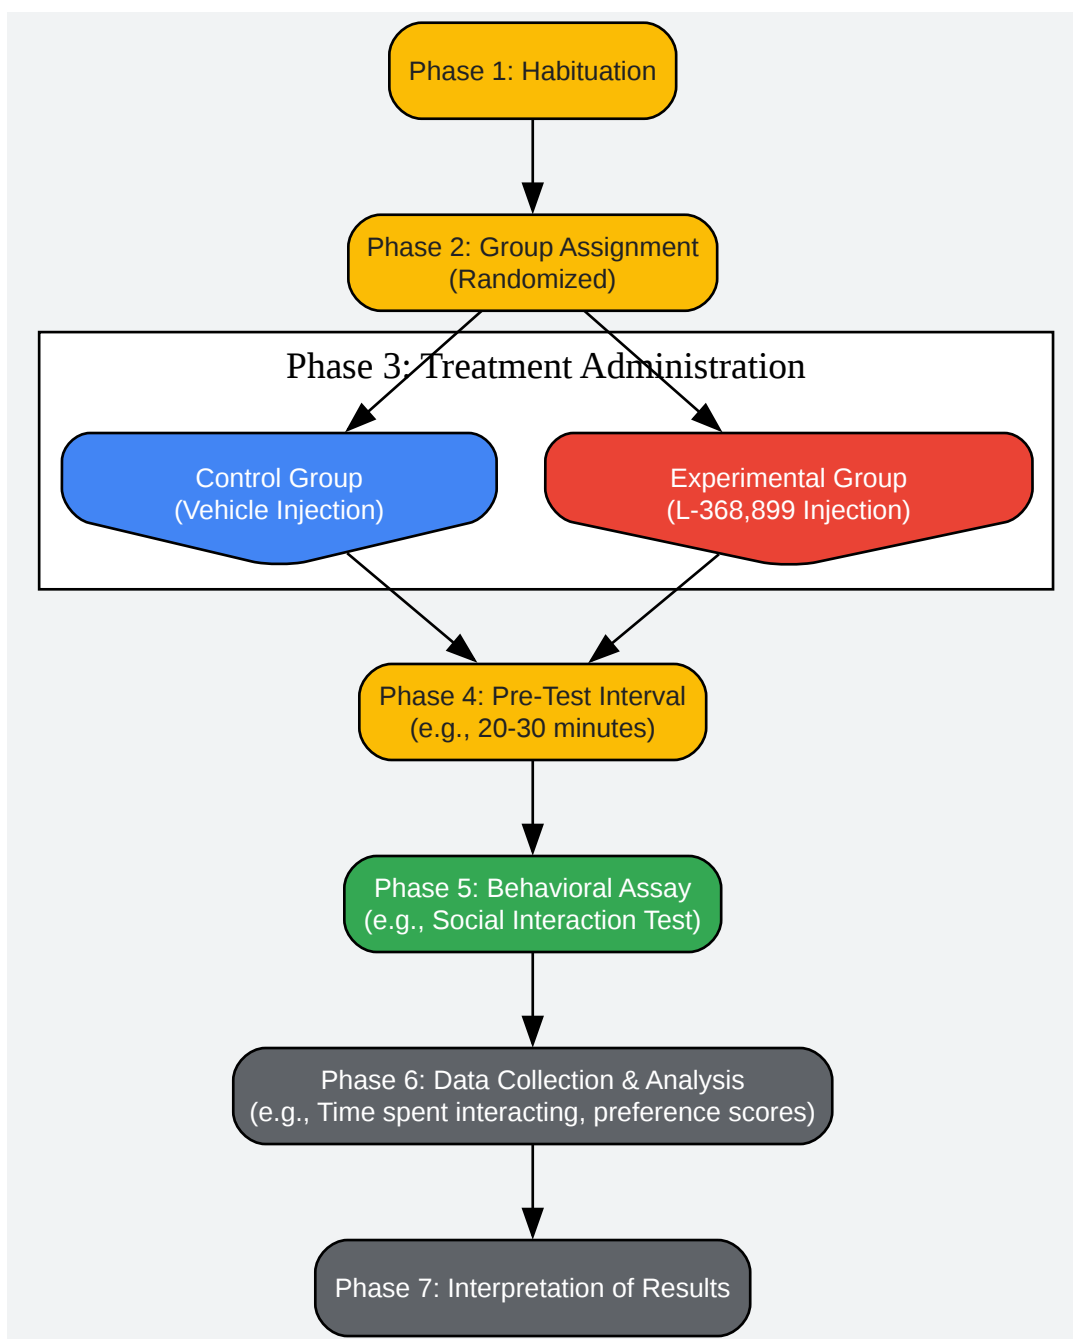 Phase 1: Habituation
Phase 2: Group Assignment
(Randomized)
Phase 3: Treatment Administration
Control Group
(Vehicle Injection)
Experimental Group
(L-368,899 Injection)
Phase 4: Pre-Test Interval
(e.g., 20-30 minutes)
Phase 5: Behavioral Assay
(e.g., Social Interaction Test)
Phase 6: Data Collection & Analysis
(e.g., Time spent interacting, preference scores)
Phase 7: Interpretation of Results